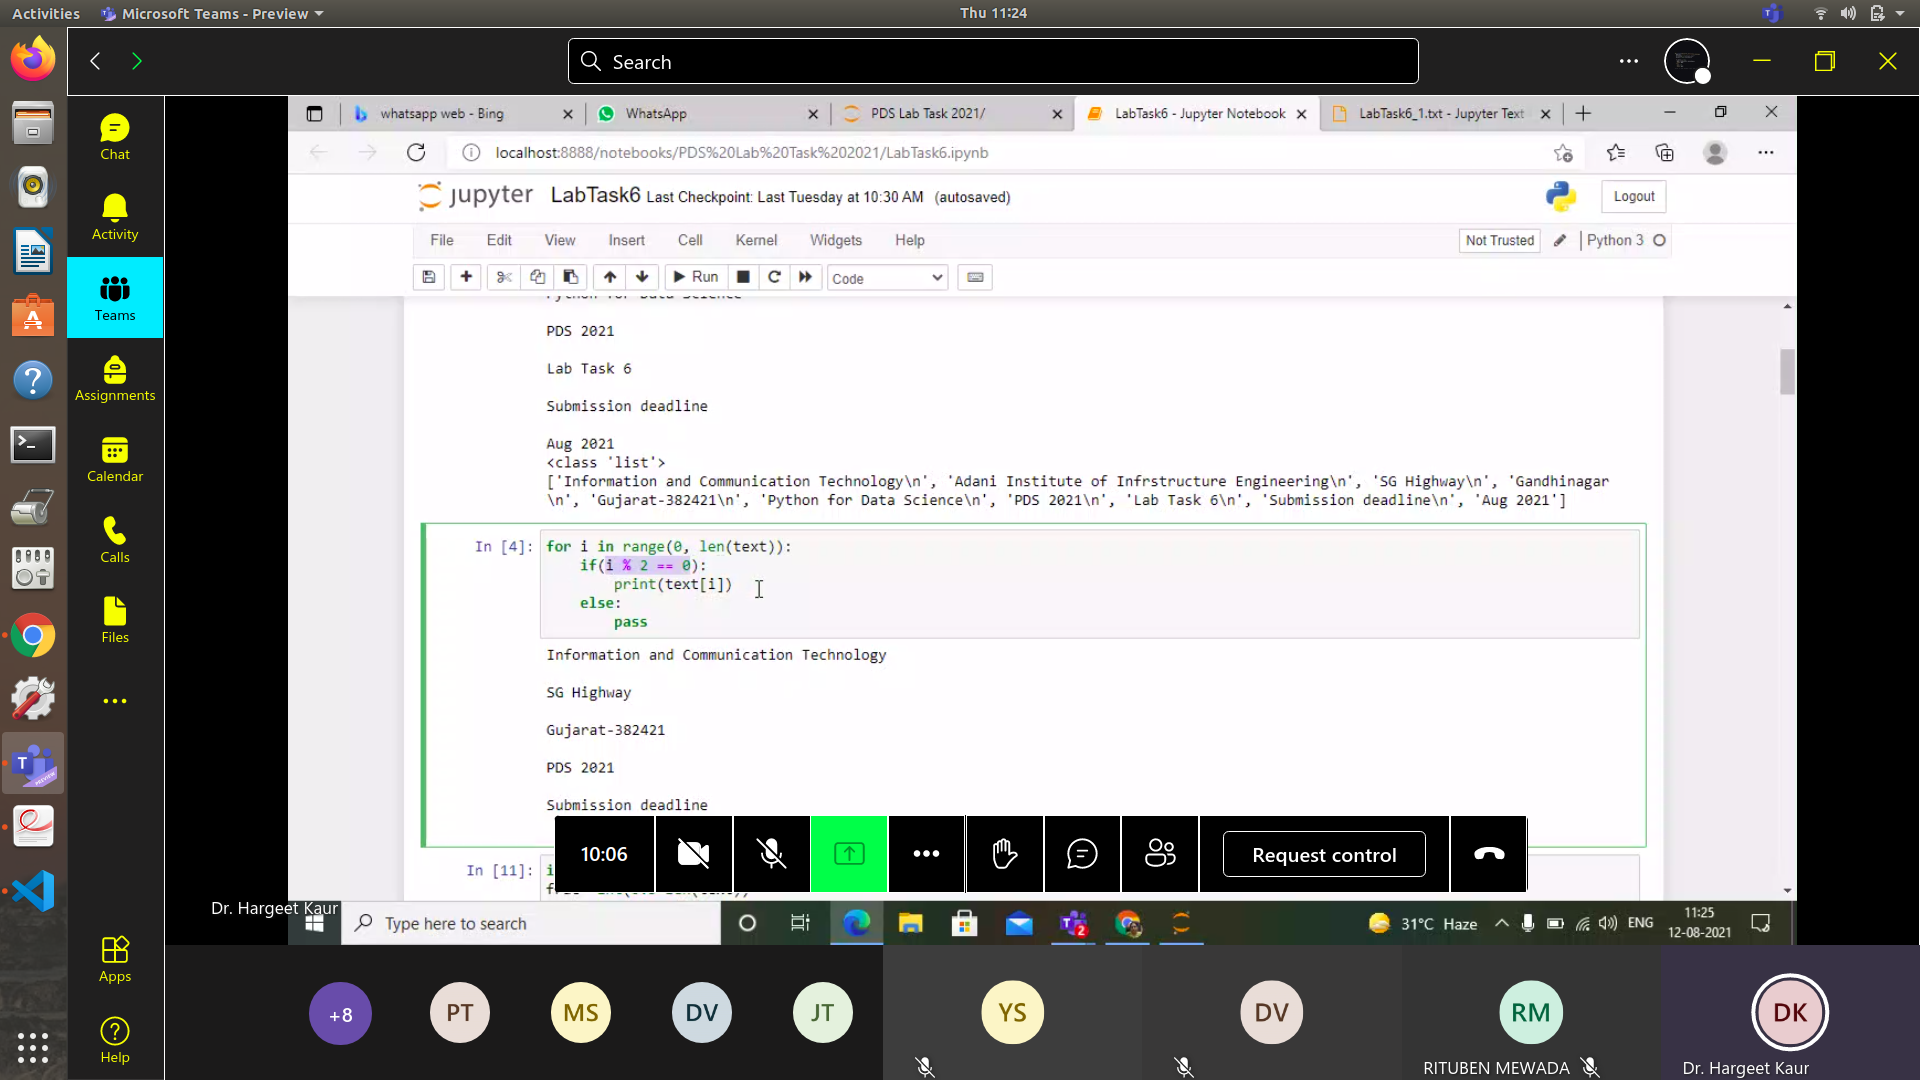 Activities
Microsoft Teams - Preview
Thu 11:24
Search
Chat
Activity
Teams
Assignments
Calendar
Calls
Files
Apps
Help
whatsapp web - Bing
WhatsApp
PDS Lab Task 2021/
LabTask6 - Jupyter Notebook
LabTask6_1.txt - Jupyter Text
localhost:8888/notebooks/PDS%20Lab%20Task%202021/LabTask6.ipynb
jupyter LabTask6 Last Checkpoint: Last Tuesday at 10:30 AM (autosaved)
Logout
File Edit View Insert Cell Kernel Widgets Help
Not Trusted
Python 3
Run
Code
Python for Data Science
PDS 2021
Lab Task 6
Submission deadline
Aug 2021
<class 'list'>
['Information and Communication Technology\n', 'Adani Institute of Infrstructure Engineering\n', 'SG Highway\n', 'Gandhinagar
\n', 'Gujarat-382421\n', 'Python for Data Science\n', 'PDS 2021\n', 'Lab Task 6\n', 'Submission deadline\n', 'Aug 2021']
In [4]: for i in range(0, len(text)):
if(i % 2 == 0):
print(text[i])
else:
pass
Information and Communication Technology
SG Highway
Gujarat-382421
PDS 2021
Submission deadline
In [11]:
10:06
Request control
Dr. Hargeet Kaur
Type here to search
2
31°C Haze
ENG
11:25
12-08-2021
+8
PT
MS
DV
JT
YS
DV
RM
DK
RITUBEN MEWADA
Dr. Hargeet Kaur